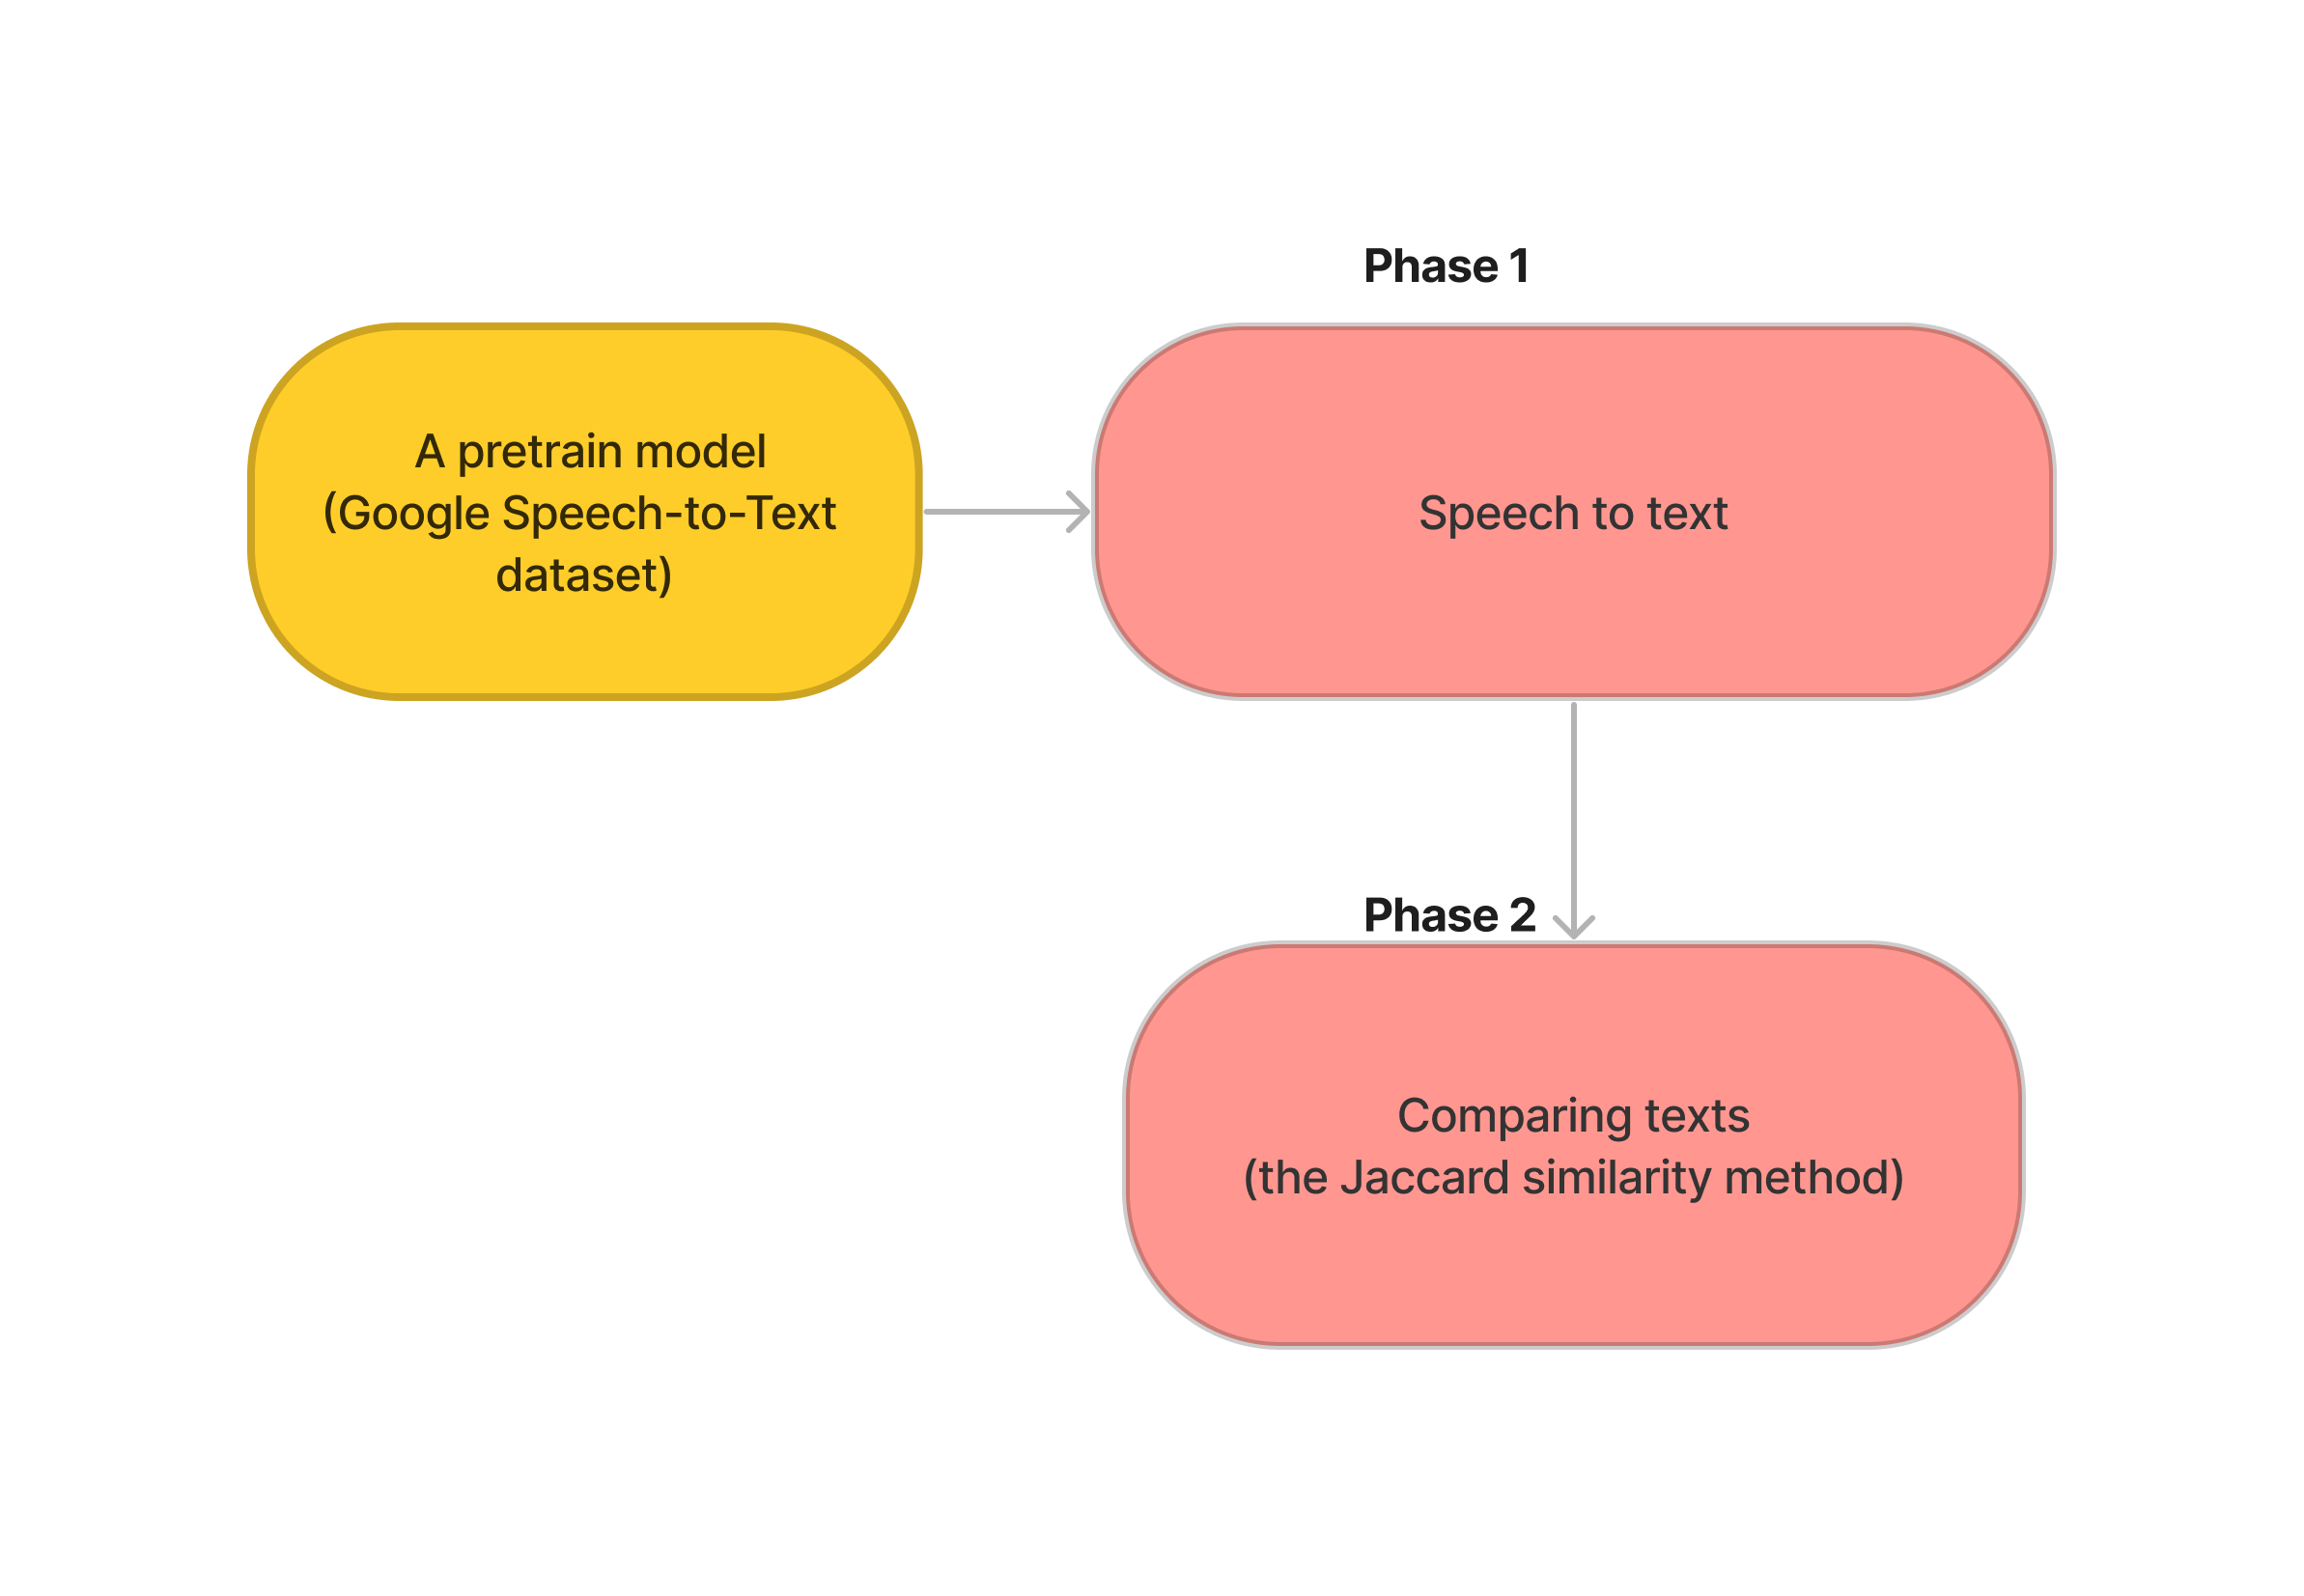 Phase 1
A pretrain model
(Google Speech-to-Text
dataset)
Speech to text
Phase 2
Comparing texts
(the Jaccard similarity method)